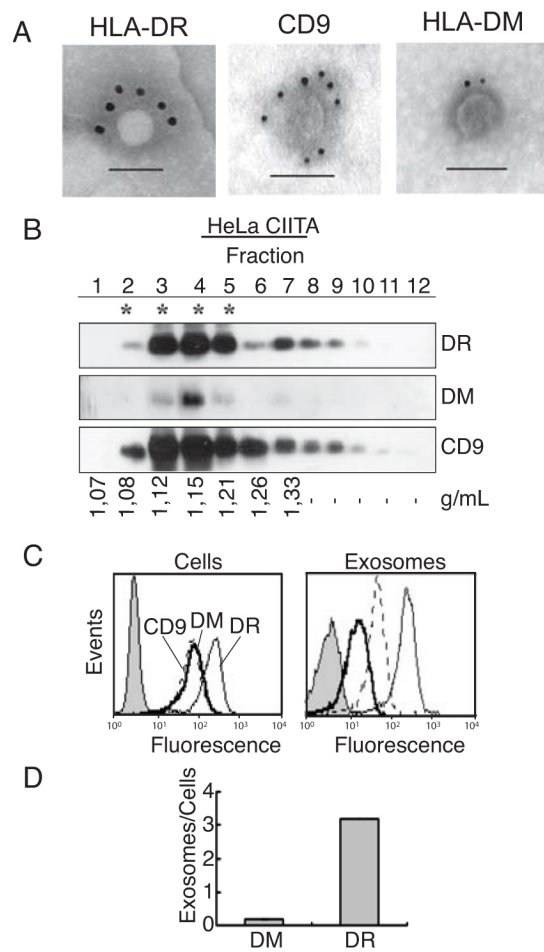 A
HLA-DR CD9 HLA-DM
B
HeLa CIITA
Fraction
1 2 3 4 5 6 7 8 9 10 11 12
* * * *
DR
DM
CD9
1,07 1,08 1,12 1,15 1,21 1,26 1,33 - - - - - g/mL
C
Cells Exosomes
Events
CD9 DM DR
10⁰ 10¹ 10² 10³ 10⁴ 10⁰ 10¹ 10² 10³ 10⁴
Fluorescence Fluorescence
D
Exosomes/Cells
4
3
2
1
0
DM DR